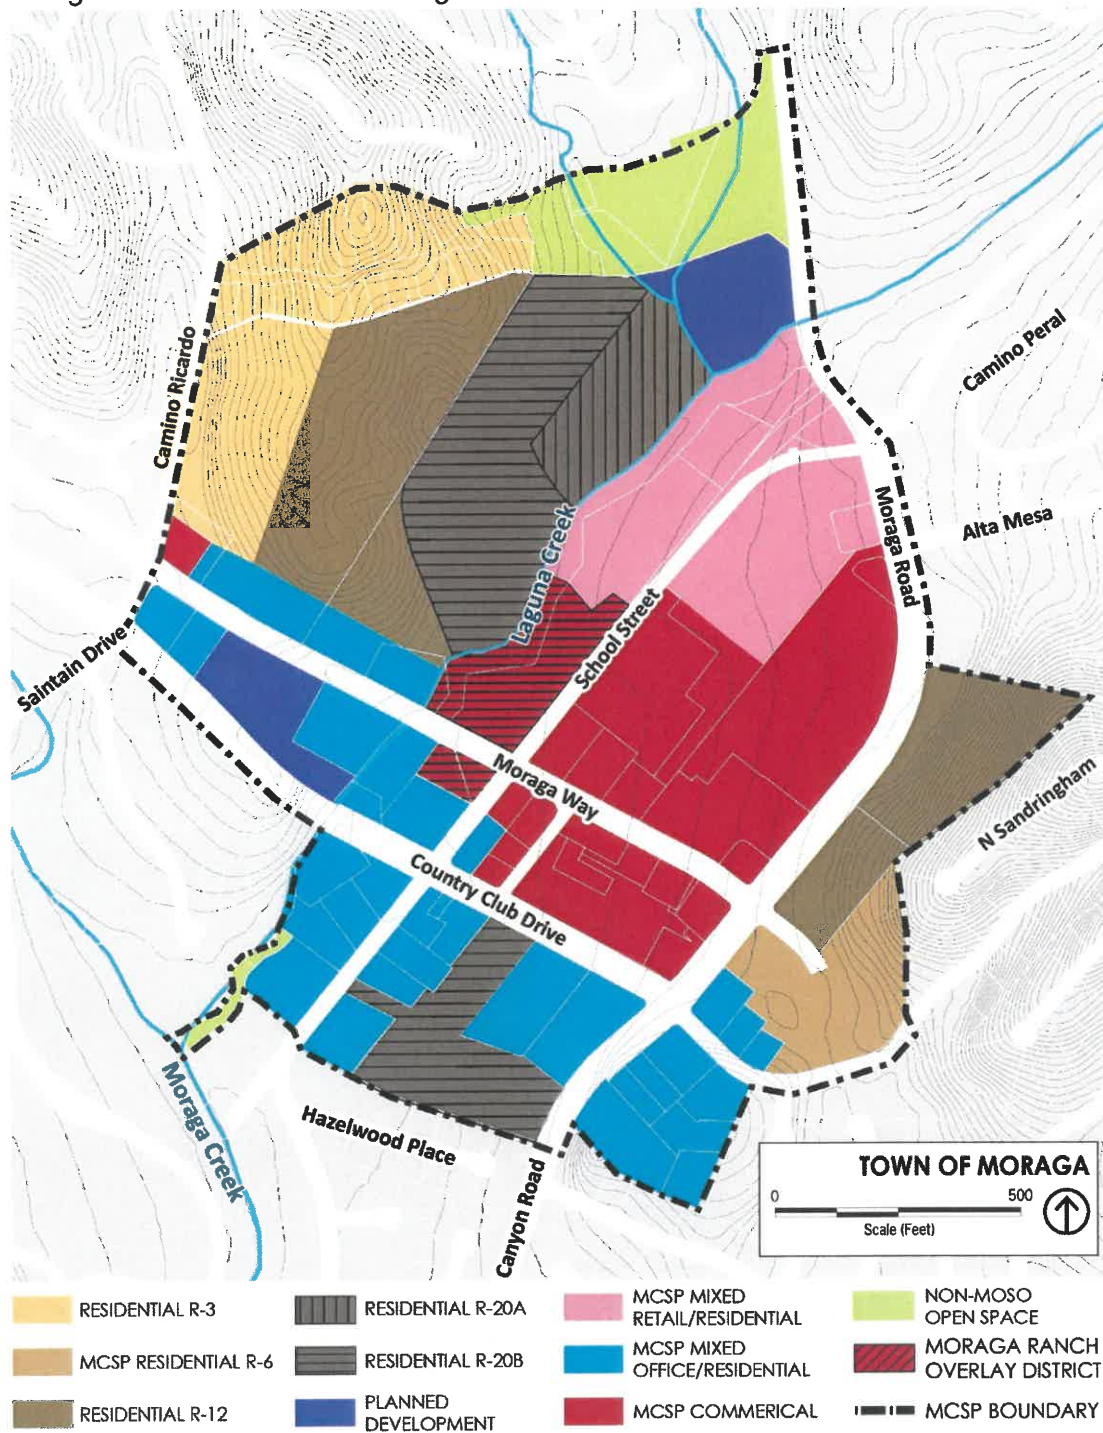 Camino Ricardo
Camino Peral
Alta Mesa
Moraga Road
Laguna Creek
School Street
Saintain Drive
Moraga Way
N Sandringham
Country Club Drive
Moraga Creek
Hazelwood Place
Canyon Road
TOWN OF MORAGA
0 500
Scale (Feet)
RESIDENTIAL R-3
MCSP RESIDENTIAL R-6
RESIDENTIAL R-12
RESIDENTIAL R-20A
RESIDENTIAL R-20B
PLANNED
DEVELOPMENT
MCSP MIXED
RETAIL/RESIDENTIAL
MCSP MIXED
OFFICE/RESIDENTIAL
MCSP COMMERICAL
NON-MOSO
OPEN SPACE
MORAGA RANCH
OVERLAY DISTRICT
MCSP BOUNDARY